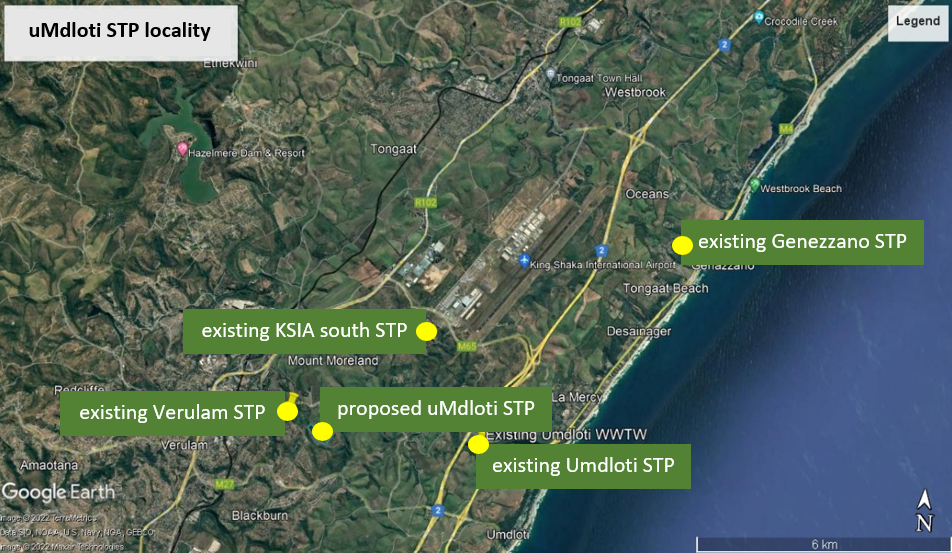 uMdloti STP locality
Legend
R102
Crocodile Creek
2
Ethekwini
Tongaat Town Hall
Westbrook
M4
Hazelmere Dam & Resort
Tongaat
Westbrook Beach
Oceans
R102
existing Genezzano STP
2
King Shaka International Airport
Genazzano
Tongaat Beach
existing KSIA south STP
Desainager
M65
Mount Moreland
Redcliffe
La Mercy
existing Verulam STP
proposed uMdloti STP
Existing Umdloti WWTW
Verulam
existing Umdloti STP
Amaotana
Google Earth
M27
2
Blackburn
N
Image © 2022 TerraMetrics
Data SIO, NOAA, U.S. Navy, NGA, GEBCO
Image © 2022 Maxar Technologies
Umdloti
6 km